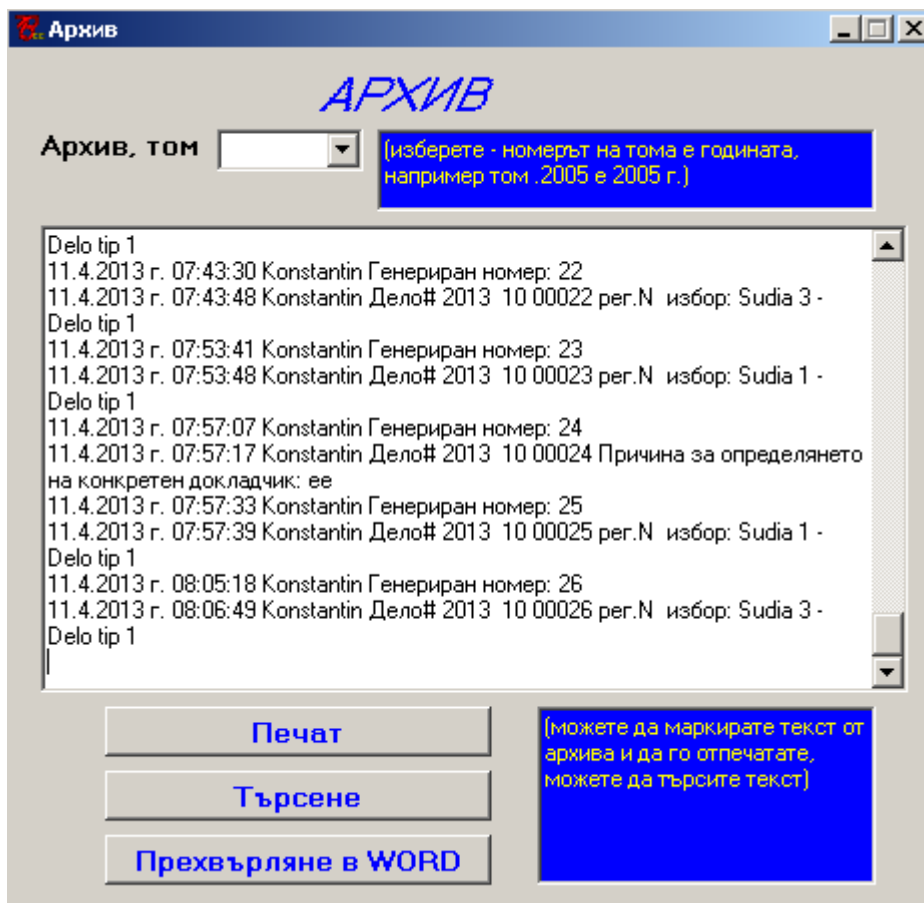 Архив
АРХИВ
Архив, том
(изберете - номерът на тома е годината,
например том .2005 е 2005 г.)
Delo tip 1
11.4.2013 г. 07:43:30 Konstantin Генериран номер: 22
11.4.2013 г. 07:43:48 Konstantin Дело# 2013  10 00022 рег.N  избор: Sudia 3 -
Delo tip 1
11.4.2013 г. 07:53:41 Konstantin Генериран номер: 23
11.4.2013 г. 07:53:48 Konstantin Дело# 2013  10 00023 рег.N  избор: Sudia 1 -
Delo tip 1
11.4.2013 г. 07:57:07 Konstantin Генериран номер: 24
11.4.2013 г. 07:57:17 Konstantin Дело# 2013  10 00024 Причина за определянето
на конкретен докладчик: ее
11.4.2013 г. 07:57:33 Konstantin Генериран номер: 25
11.4.2013 г. 07:57:39 Konstantin Дело# 2013  10 00025 рег.N  избор: Sudia 1 -
Delo tip 1
11.4.2013 г. 08:05:18 Konstantin Генериран номер: 26
11.4.2013 г. 08:06:49 Konstantin Дело# 2013  10 00026 рег.N  избор: Sudia 3 -
Delo tip 1
Печат
Търсене
Прехвърляне в WORD
(можете да маркирате текст от
архива и да го отпечатате,
можете да търсите текст)